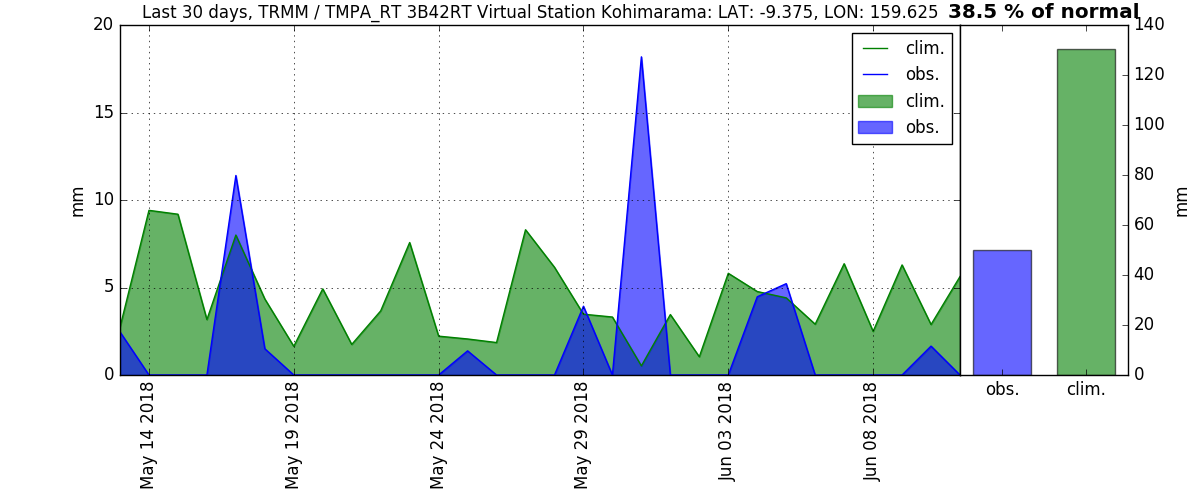 Last 30 days, TRMM / TMPA_RT 3B42RT Virtual Station Kohimarama: LAT: -9.375, LON: 159.625
38.5 % of normal
clim.
obs.
clim.
obs.
20
15
10
5
0
mm
140
120
100
80
60
40
20
0
mm
obs.
clim.
May 14 2018
May 19 2018
May 24 2018
May 29 2018
Jun 03 2018
Jun 08 2018